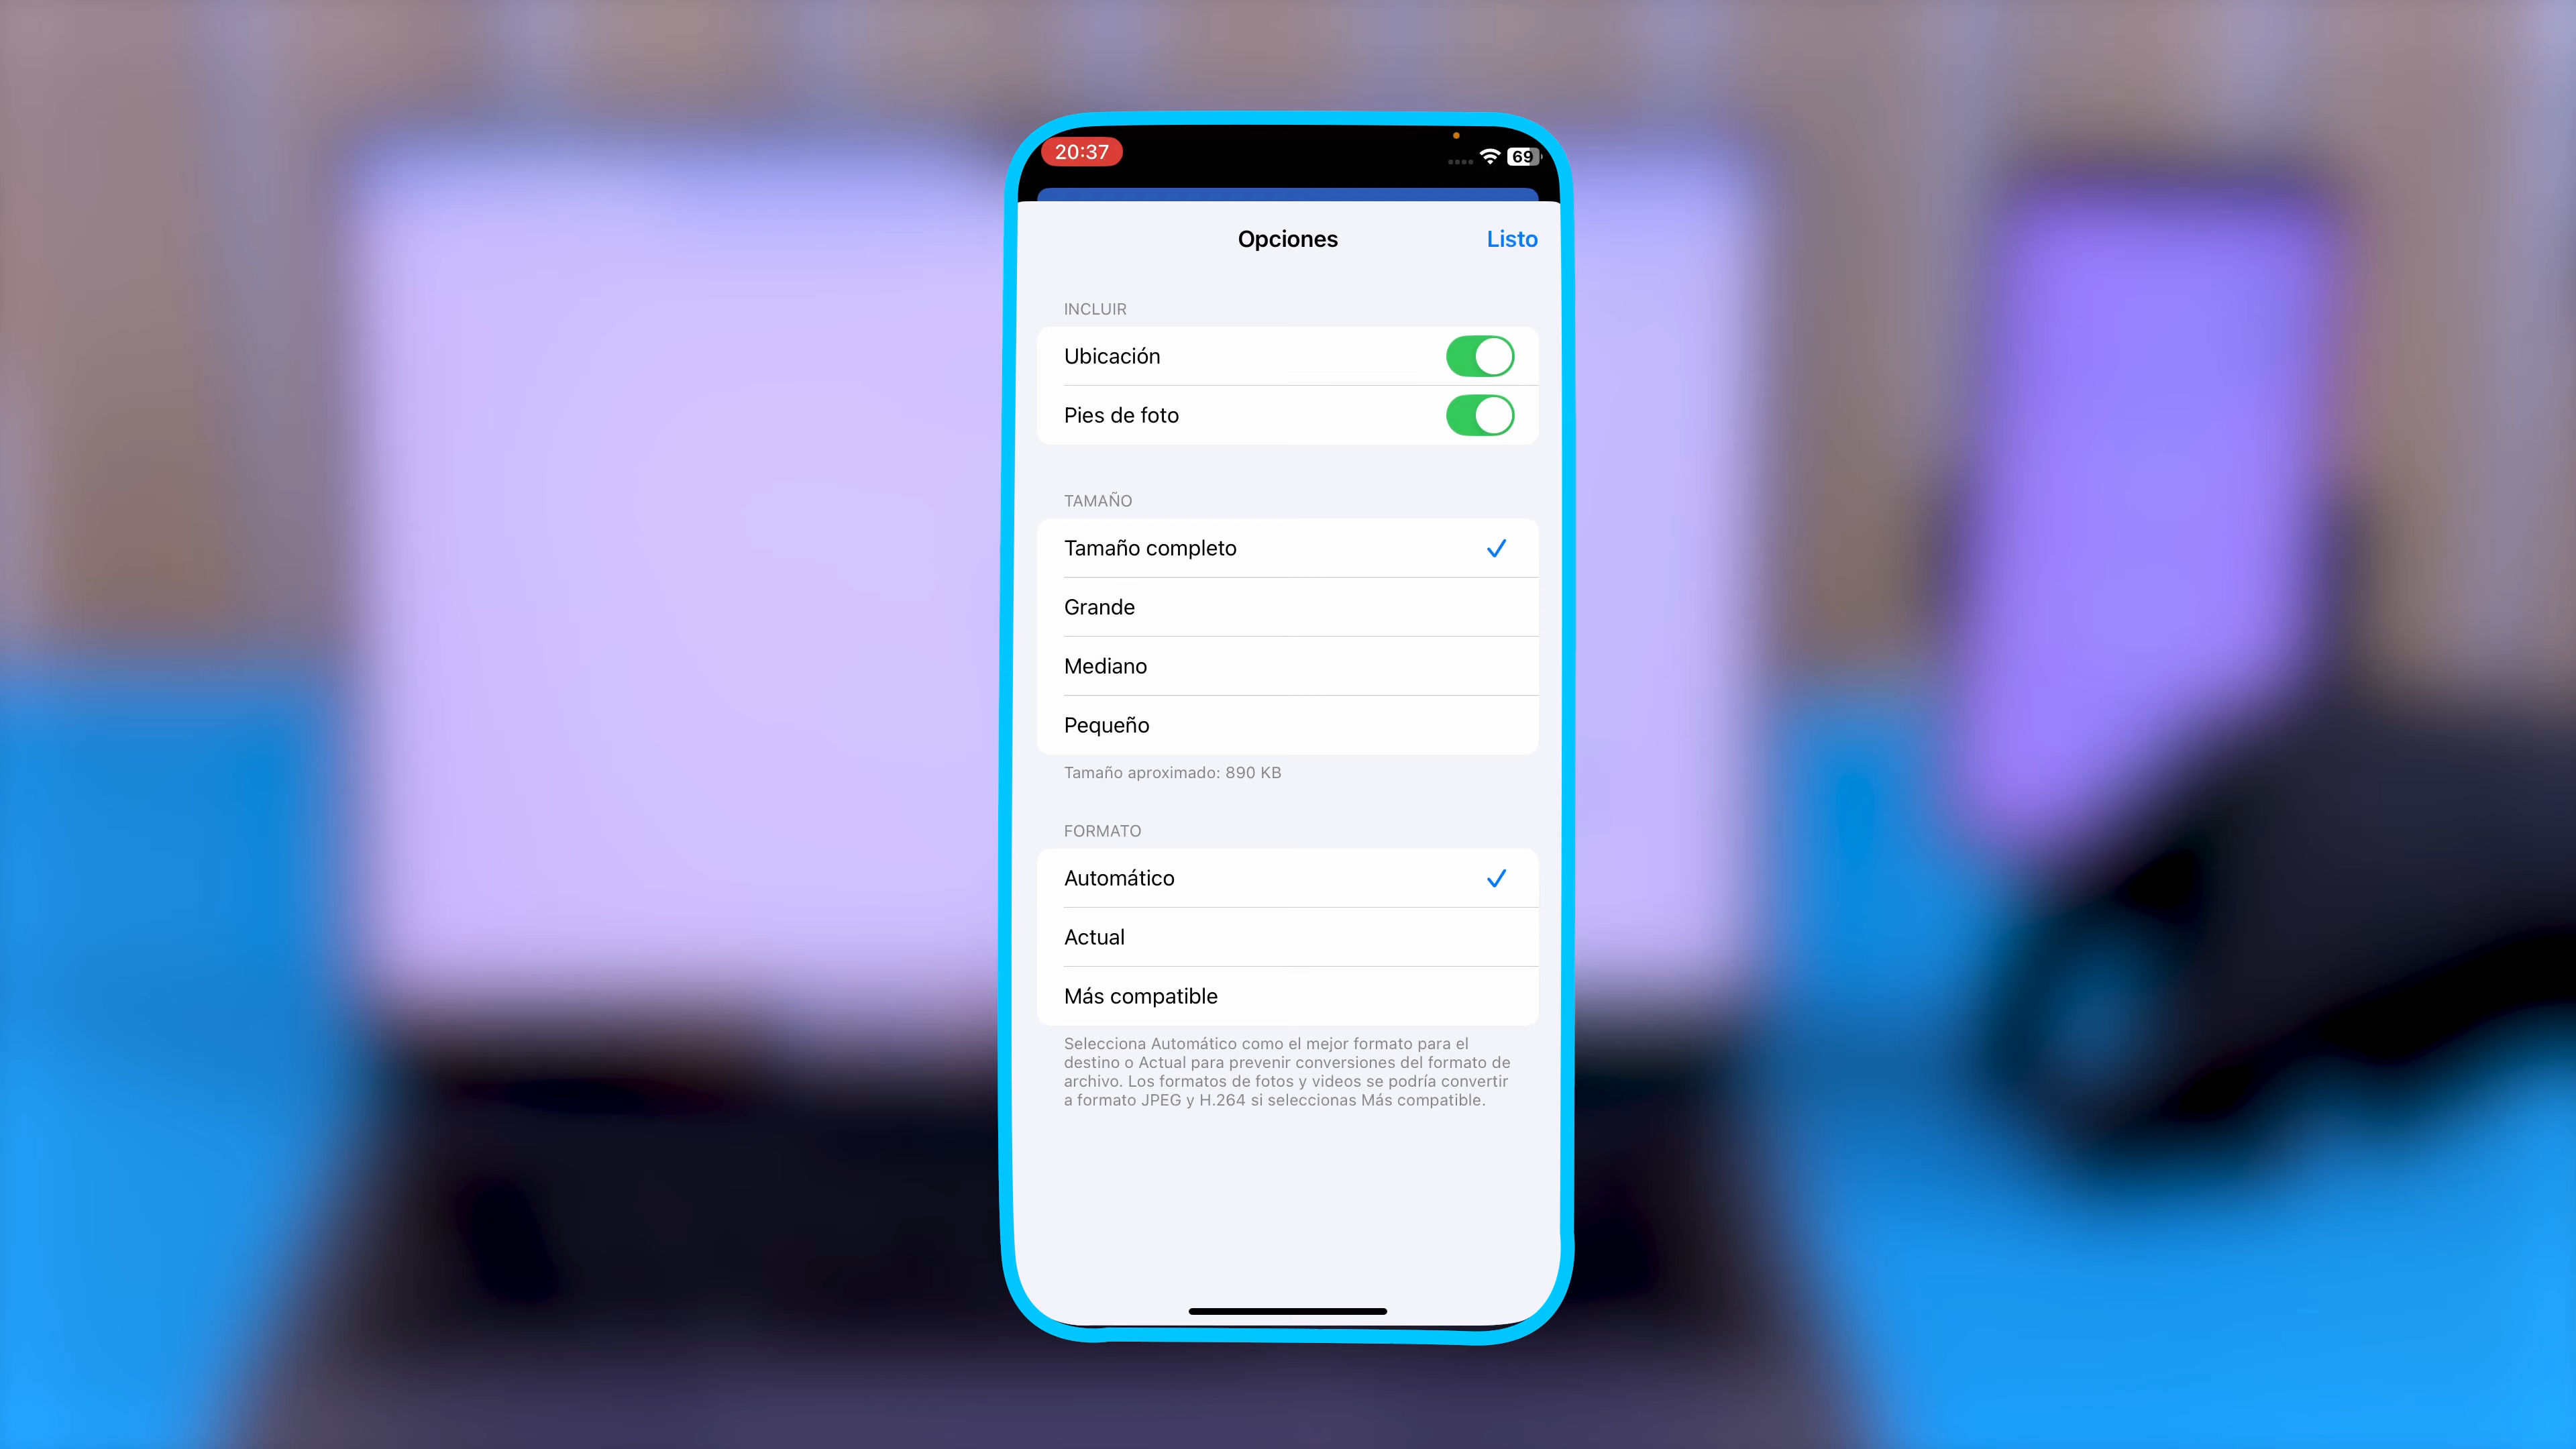 20:37
69
Opciones
Listo
INCLUIR
Ubicación
Pies de foto
TAMAÑO
Tamaño completo
Grande
Mediano
Pequeño
Tamaño aproximado: 890 KB
FORMATO
Automático
Actual
Más compatible
Selecciona Automático como el mejor formato para el
destino o Actual para prevenir conversiones del formato de
archivo. Los formatos de fotos y videos se podría convertir
a formato JPEG y H.264 si seleccionas Más compatible.